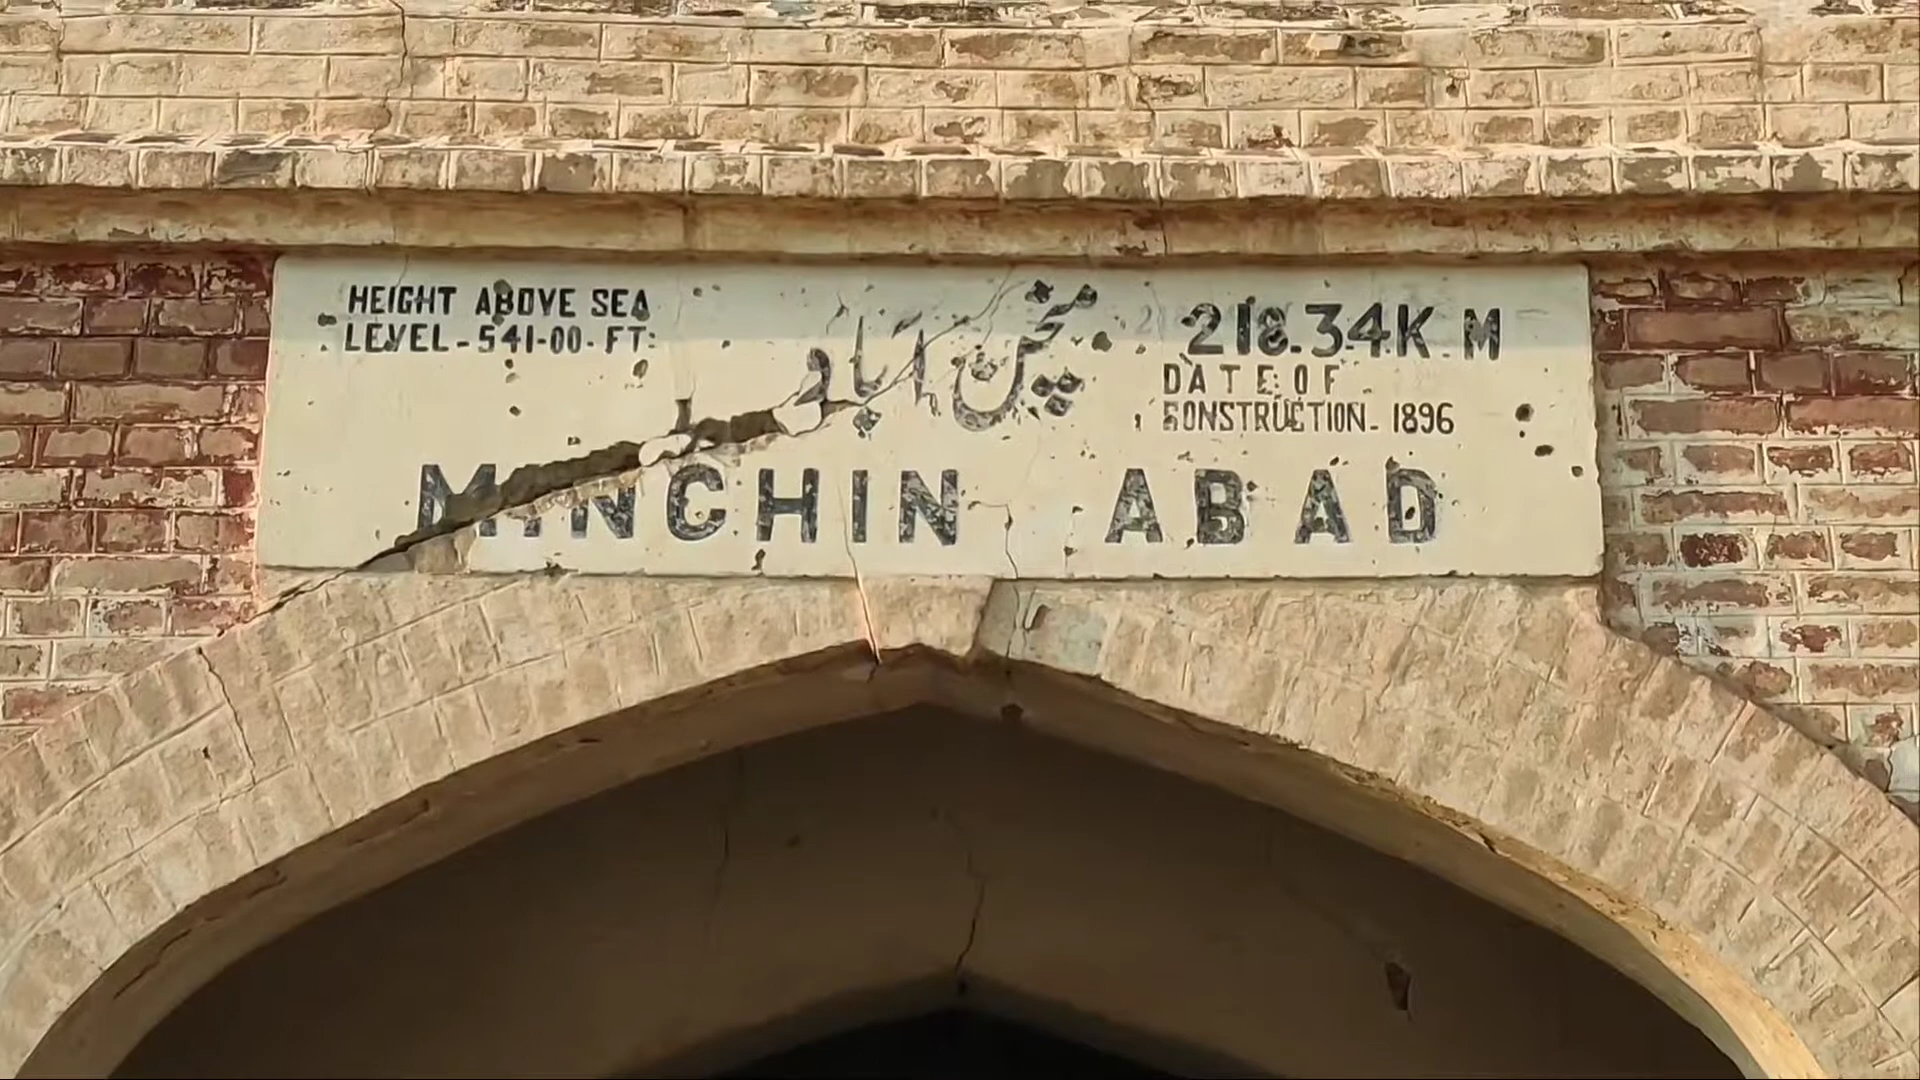 HEIGHT ABOVE SEA
LEVEL-541-00-FT:
منچن آباد
218.34K.M
DATE OF
CONSTRUCTION-1896
MINCHIN ABAD